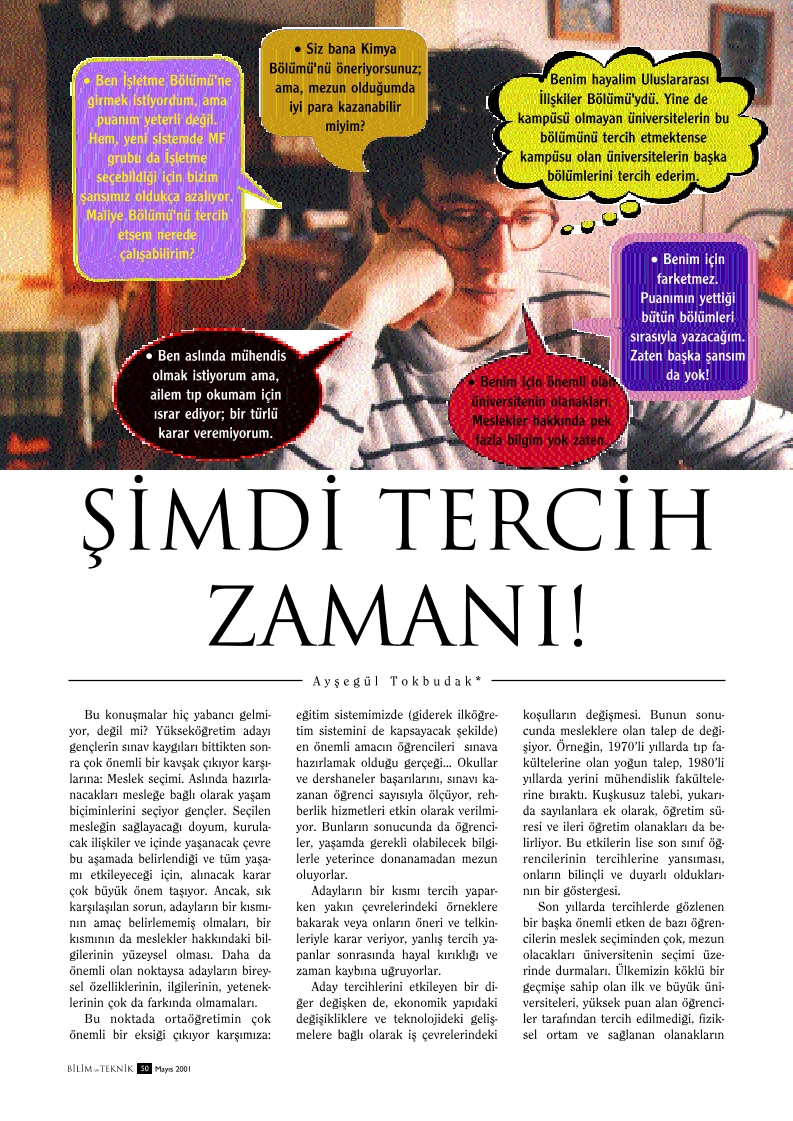 • Ben İşletme Bölümü'ne
girmek istiyordum, ama
puanım yeterli değil.
Hem, yeni sistemde MF
grubu da İşletme
seçebildiği için bizim
şansımız oldukça azalıyor.
Maliye Bölümü'nü tercih
etsem nerede
çalışabilirim?
• Siz bana Kimya
Bölümü'nü öneriyorsunuz;
ama, mezun olduğumda
iyi para kazanabilir
miyim?
• Benim hayalim Uluslararası
İlişkiler Bölümü'ydü. Yine de
kampüsü olmayan üniversitelerin bu
bölümünü tercih etmektense
kampüsu olan üniversitelerin başka
bölümlerini tercih ederim.
• Benim için
farketmez.
Puanımın yettiği
bütün bölümleri
sırasıyla yazacağım.
Zaten başka şansım
da yok!
• Ben aslında mühendis
olmak istiyorum ama,
ailem tıp okumam için
ısrar ediyor; bir türlü
karar veremiyorum.
• Benim için önemli olan
üniversitenin olanakları.
Meslekler hakkında pek
fazla bilgim yok zaten.
ŞİMDİ TERCİH
ZAMANI!
Ayşegül Tokbudak*
Bu konuşmalar hiç yabancı gelmi-
yor, değil mi? Yükseköğretim adayı
gençlerin sınav kaygıları bittikten son-
ra çok önemli bir kavşak çıkıyor karşı-
larına: Meslek seçimi. Aslında hazırla-
nacakları mesleğe bağlı olarak yaşam
biçiminlerini seçiyor gençler. Seçilen
mesleğin sağlayacağı doyum, kurula-
cak ilişkiler ve içinde yaşanacak çevre
bu aşamada belirlendiği ve tüm yaşa-
mı etkileyeceği için, alınacak karar
çok büyük önem taşıyor. Ancak, sık
karşılaşılan sorun, adayların bir kısmı-
nın amaç belirlememiş olmaları, bir
kısmının da meslekler hakkındaki bil-
gilerinin yüzeysel olması. Daha da
önemli olan noktaysa adayların birey-
sel özelliklerinin, ilgilerinin, yetenek-
lerinin çok da farkında olmamaları.
Bu noktada ortaöğretimin çok
önemli bir eksiği çıkıyor karşımıza:
eğitim sistemimizde (giderek ilköğre-
tim sistemini de kapsayacak şekilde)
en önemli amacın öğrencileri sınava
hazırlamak olduğu gerçeği... Okullar
ve dershaneler başarılarını, sınavı ka-
zanan öğrenci sayısıyla ölçüyor, reh-
berlik hizmetleri etkin olarak verilmi-
yor. Bunların sonucunda da öğrenci-
ler, yaşamda gerekli olabilecek bilgi-
lerle yeterince donanamadan mezun
oluyorlar.
Adayların bir kısmı tercih yapar-
ken yakın çevrelerindeki örneklere
bakarak veya onların öneri ve telkin-
leriyle karar veriyor, yanlış tercih ya-
panlar sonrasında hayal kırıklığı ve
zaman kaybına uğruyorlar.
Aday tercihlerini etkileyen bir di-
ğer değişken de, ekonomik yapıdaki
değişikliklere ve teknolojideki geliş-
melere bağlı olarak iş çevrelerindeki
koşulların değişmesi. Bunun sonu-
cunda mesleklere olan talep de deği-
şiyor. Örneğin, 1970'li yıllarda tıp fa-
kültelerine olan yoğun talep, 1980'li
yıllarda yerini mühendislik fakültele-
rine bıraktı. Kuşkusuz talebi, yukarı-
da sayılanlara ek olarak, öğretim sü-
resi ve ileri öğretim olanakları da be-
lirliyor. Bu etkilerin lise son sınıf öğ-
rencilerinin tercihlerine yansıması,
onların bilinçli ve duyarlı oldukları-
nın bir göstergesi.
Son yıllarda tercihlerde gözlenen
bir başka önemli etken de bazı öğren-
cilerin meslek seçiminden çok, mezun
olacakları üniversitenin seçimi üze-
rinde durmaları. Ülkemizin köklü bir
geçmişe sahip olan ilk ve büyük üni-
versiteleri, yüksek puan alan öğrenci-
ler tarafından tercih edilmediği, fizik-
sel ortam ve sağlanan olanakların
BİLİM ve TEKNİK 50 Mayıs 2001